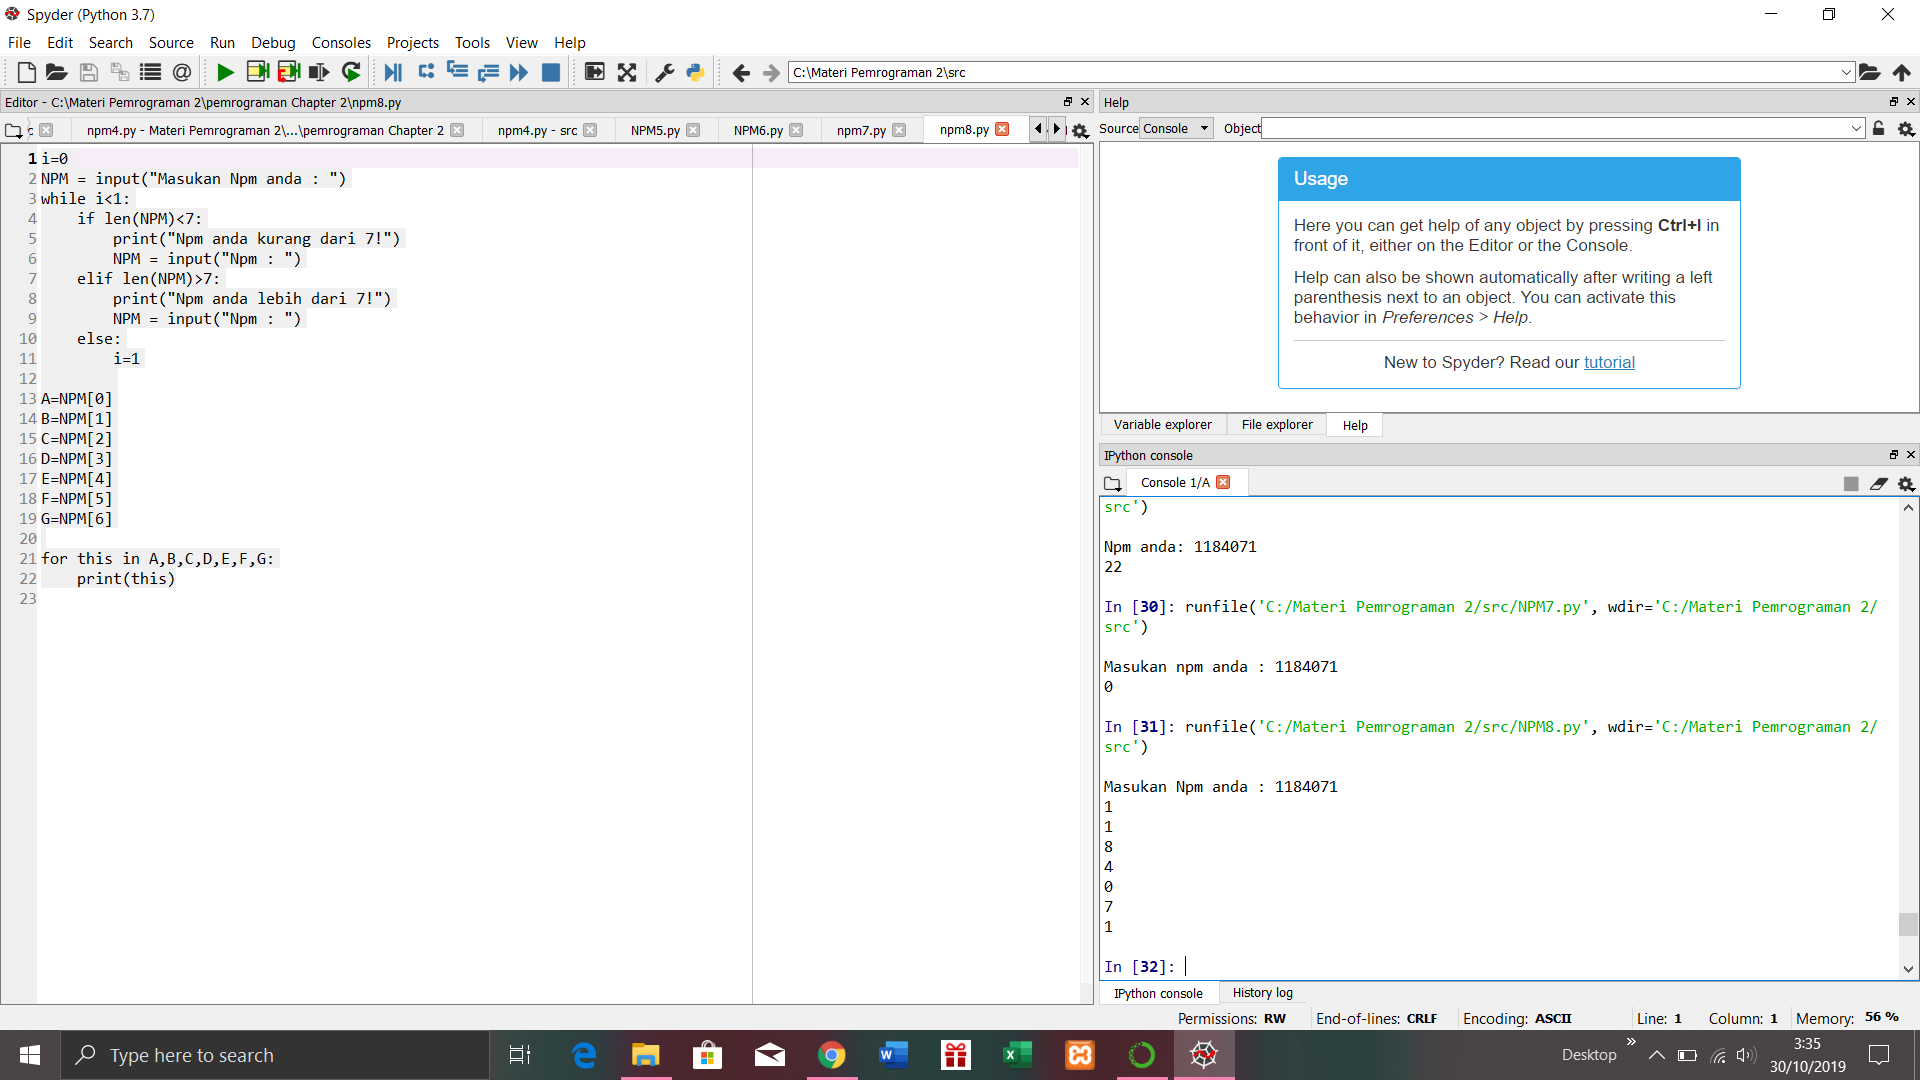 Spyder (Python 3.7)
File Edit Search Source Run Debug Consoles Projects Tools View Help
C:\Materi Pemrograman 2\src
Editor - C:\Materi Pemrograman 2\pemrograman Chapter 2\npm8.py
npm4.py - Materi Pemrograman 2\...\pemrograman Chapter 2 npm4.py - src NPM5.py NPM6.py npm7.py npm8.py
1 i=0
2 NPM = input("Masukan Npm anda : ")
3 while i<1:
4     if len(NPM)<7:
5         print("Npm anda kurang dari 7!")
6         NPM = input("Npm : ")
7     elif len(NPM)>7:
8         print("Npm anda lebih dari 7!")
9         NPM = input("Npm : ")
10     else:
11         i=1
12
13 A=NPM[0]
14 B=NPM[1]
15 C=NPM[2]
16 D=NPM[3]
17 E=NPM[4]
18 F=NPM[5]
19 G=NPM[6]
20
21 for this in A,B,C,D,E,F,G:
22     print(this)
23
Help
Source Console Object
Usage
Here you can get help of any object by pressing Ctrl+I in
front of it, either on the Editor or the Console.
Help can also be shown automatically after writing a left
parenthesis next to an object. You can activate this
behavior in Preferences > Help.
New to Spyder? Read our tutorial
Variable explorer File explorer Help
IPython console
Console 1/A
src')
Npm anda: 1184071
22
In [30]: runfile('C:/Materi Pemrograman 2/src/NPM7.py', wdir='C:/Materi Pemrograman 2/
src')
Masukan npm anda : 1184071
0
In [31]: runfile('C:/Materi Pemrograman 2/src/NPM8.py', wdir='C:/Materi Pemrograman 2/
src')
Masukan Npm anda : 1184071
1
1
8
4
0
7
1
In [32]:
IPython console History log
Permissions: RW End-of-lines: CRLF Encoding: ASCII Line: 1 Column: 1 Memory: 56 %
Type here to search
Desktop
3:35
30/10/2019